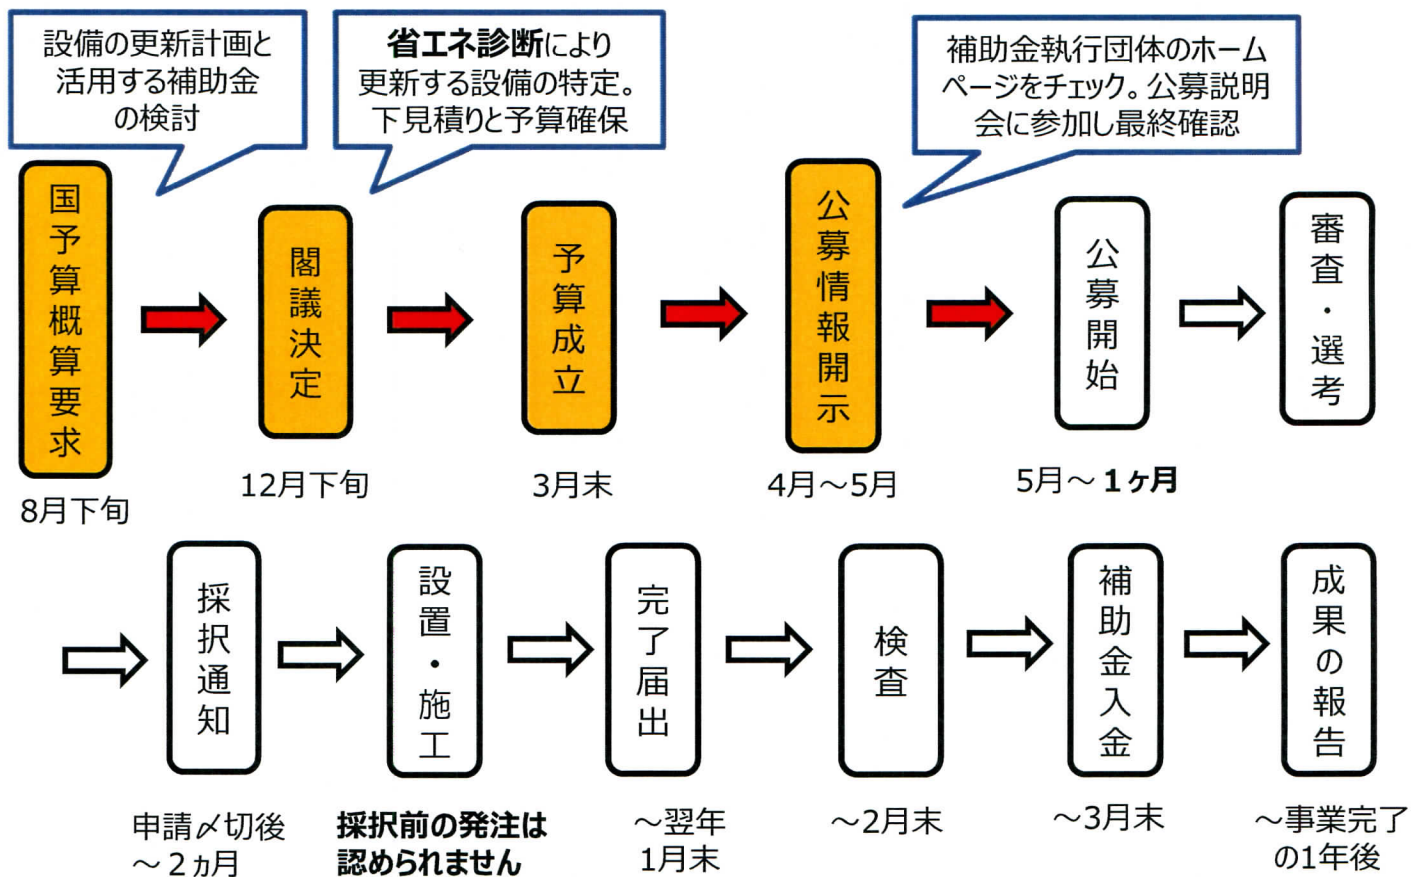 設備の更新計画と
活用する補助金
の検討
省エネ診断により
更新する設備の特定。
下見積りと予算確保
補助金執行団体のホーム
ページをチェック。公募説明
会に参加し最終確認
国予算概算要求
閣議決定
予算成立
公募情報開示
公募開始
審査・選考
8月下旬
12月下旬
3月末
4月～5月
5月～１ヶ月
採択通知
設置・施工
完了届出
検査
補助金入金
成果の報告
申請〆切後
～２ヵ月
採択前の発注は
認められません
～翌年
1月末
～2月末
～3月末
～事業完了
の1年後